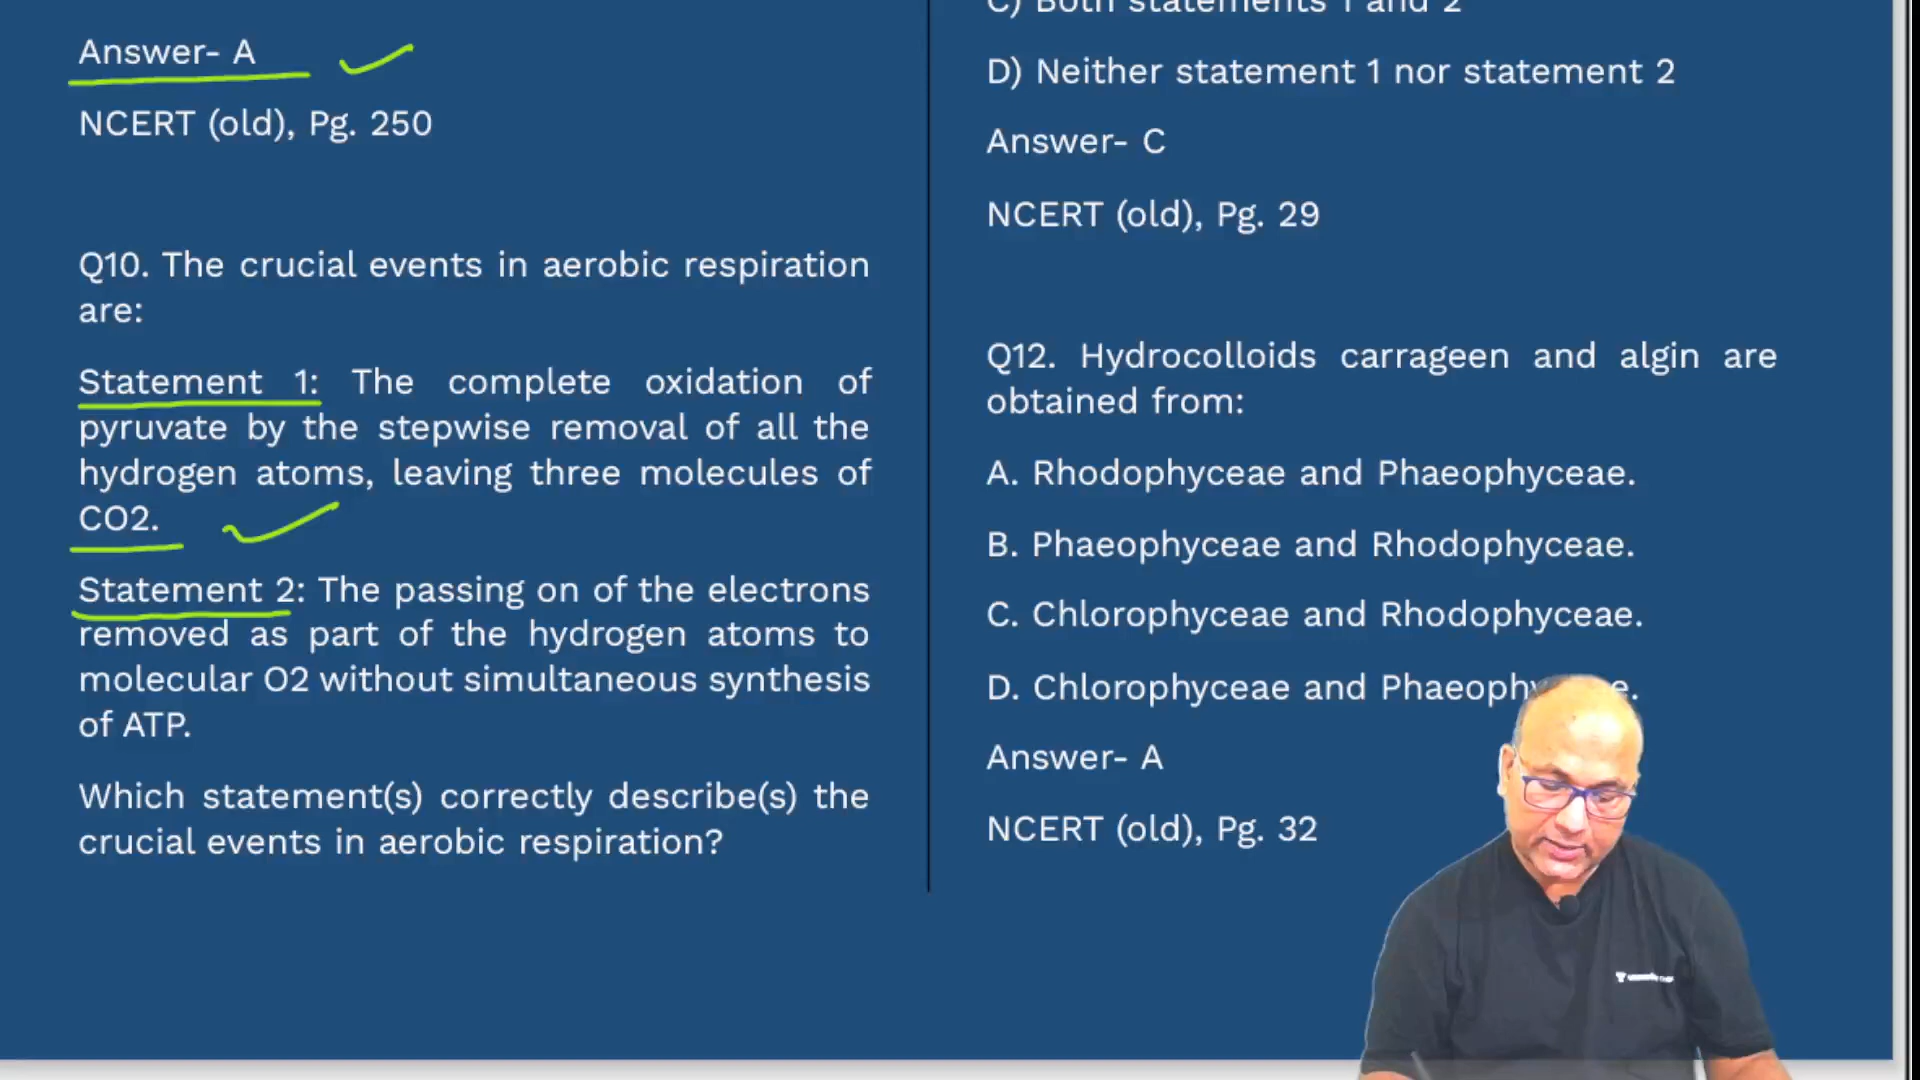 Answer- A
NCERT (old), Pg. 250
Q10. The crucial events in aerobic respiration
are:
Statement 1: The complete oxidation of
pyruvate by the stepwise removal of all the
hydrogen atoms, leaving three molecules of
CO2.
Statement 2: The passing on of the electrons
removed as part of the hydrogen atoms to
molecular O2 without simultaneous synthesis
of ATP.
Which statement(s) correctly describe(s) the
crucial events in aerobic respiration?
C) Both statements 1 and 2
D) Neither statement 1 nor statement 2
Answer- C
NCERT (old), Pg. 29
Q12. Hydrocolloids carrageen and algin are
obtained from:
A. Rhodophyceae and Phaeophyceae.
B. Phaeophyceae and Rhodophyceae.
C. Chlorophyceae and Rhodophyceae.
D. Chlorophyceae and
Answer- A
NCERT (old), Pg. 32